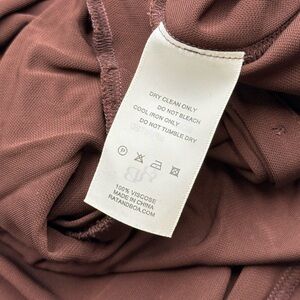 DRY CLEAN ONLY
DO NOT BLEACH
COOL IRON ONLY
DO NOT TUMBLE DRY
P
100% VISCOSE
MADE IN CHINA
RATANDBOA.COM